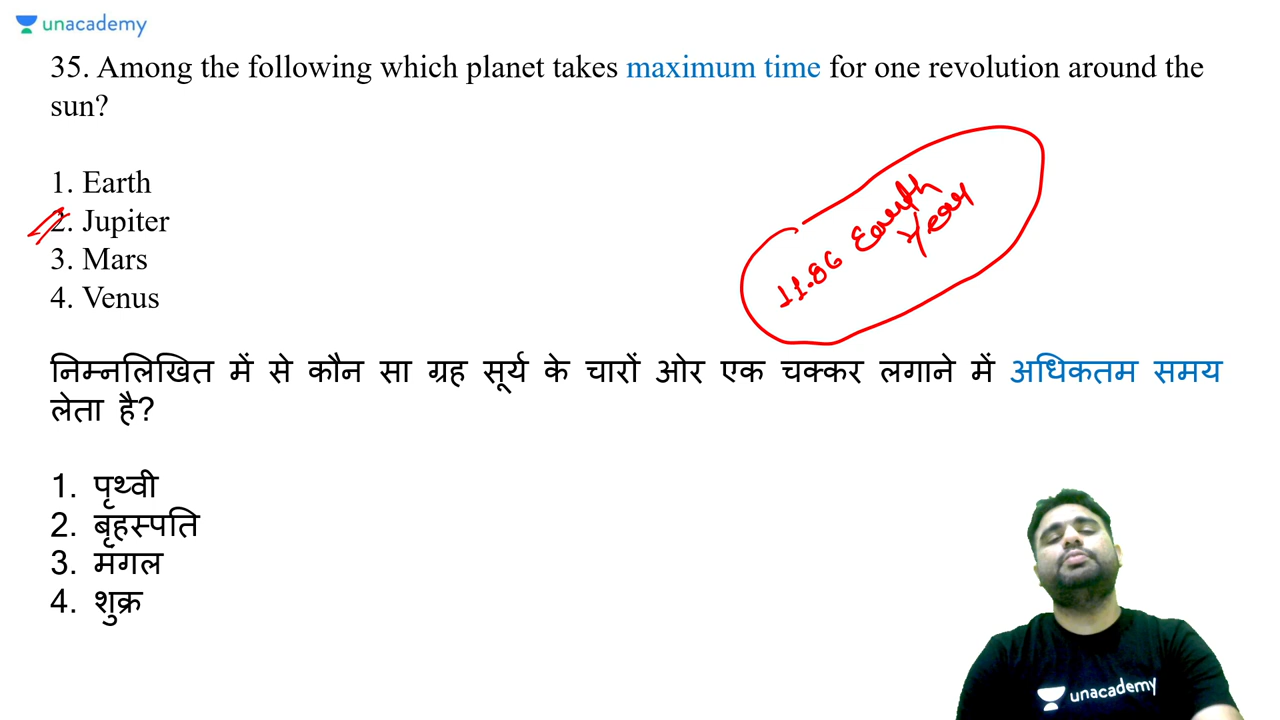 unacademy
35. Among the following which planet takes maximum time for one revolution around the
sun?
1. Earth
2. Jupiter
3. Mars
4. Venus
11.86 Earth
Year
निम्नलिखित में से कौन सा ग्रह सूर्य के चारों ओर एक चक्कर लगाने में अधिकतम समय
लेता है?
1. पृथ्वी
2. बृहस्पति
3. मंगल
4. शुक्र
unacademy